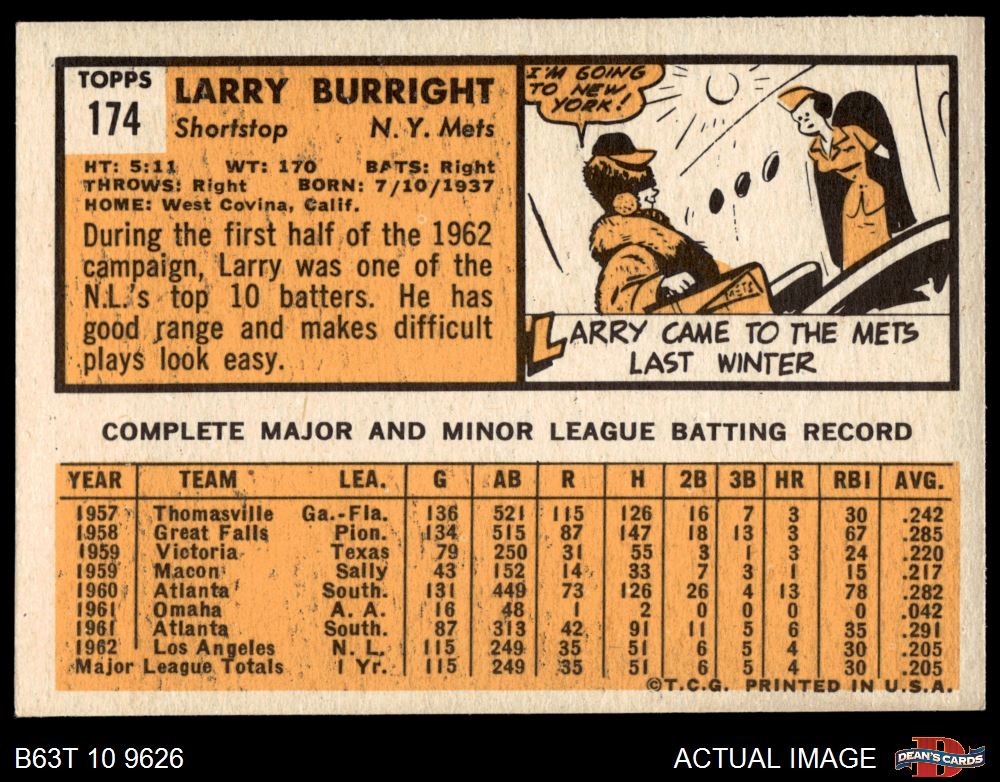 TOPPS
174
LARRY BURRIGHT
Shortstop N. Y. Mets
HT: 5:11 WT: 170 BATS: Right
THROWS: Right BORN: 7/10/1937
HOME: West Covina, Calif.
During the first half of the 1962
campaign, Larry was one of the
N.L.'s top 10 batters. He has
good range and makes difficult
plays look easy.
I'M GOING
TO NEW
YORK!
METS
LARRY CAME TO THE METS
LAST WINTER
COMPLETE MAJOR AND MINOR LEAGUE BATTING RECORD
YEAR TEAM LEA. G AB R H 2B 3B HR RBI AVG.
1957 Thomasville Ga.-Fla. 136 521 115 126 16 7 3 30 .242
1958 Great Falls Pion. 134 515 87 147 18 13 3 67 .285
1959 Victoria Texas 79 250 31 55 3 1 3 24 .220
1959 Macon Sally 43 152 14 33 7 3 1 15 .217
1960 Atlanta South. 131 449 73 126 26 4 13 78 .282
1961 Omaha A. A. 16 48 1 2 0 0 0 0 .042
1961 Atlanta South. 87 313 42 91 11 5 6 35 .291
1962 Los Angeles N. L. 115 249 35 51 6 5 4 30 .205
Major League Totals 1 Yr. 115 249 35 51 6 5 4 30 .205
©T.C.G. PRINTED IN U.S.A.
B63T 10 9626 ACTUAL IMAGE
D
DEAN'S CARDS